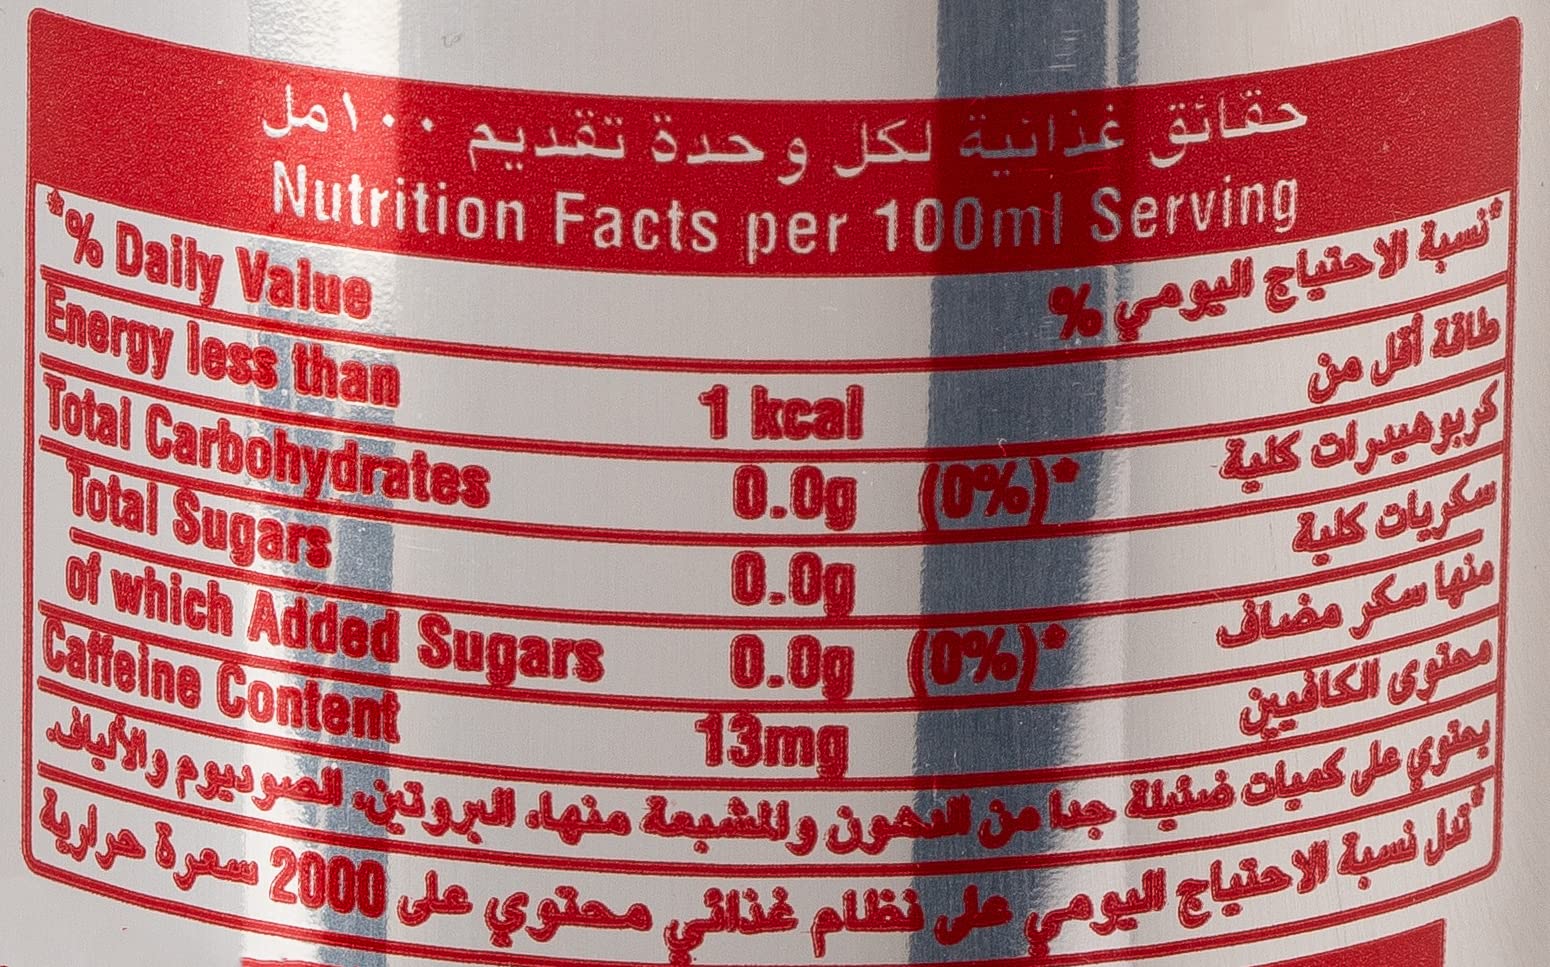 حقائق غذائية لكل وحدة تقديم ١٠٠مل
Nutrition Facts per 100ml Serving
*% Daily Value *نسبة الاحتياج اليومي %
Energy less than 1 kcal طاقة أقل من
Total Carbohydrates 0.0g (0%)* كربوهيدرات كلية
Total Sugars 0.0g سكريات كلية
of which Added Sugars 0.0g (0%)* منها سكر مضاف
Caffeine Content 13mg محتوى الكافيين
يحتوي على كميات ضئيلة جدا من الدهون والمشبعة منها، البروتين، الصوديوم والألياف.
*تدل نسبة الاحتياج اليومي على نظام غذائي محتوي على 2000 سعرة حرارية